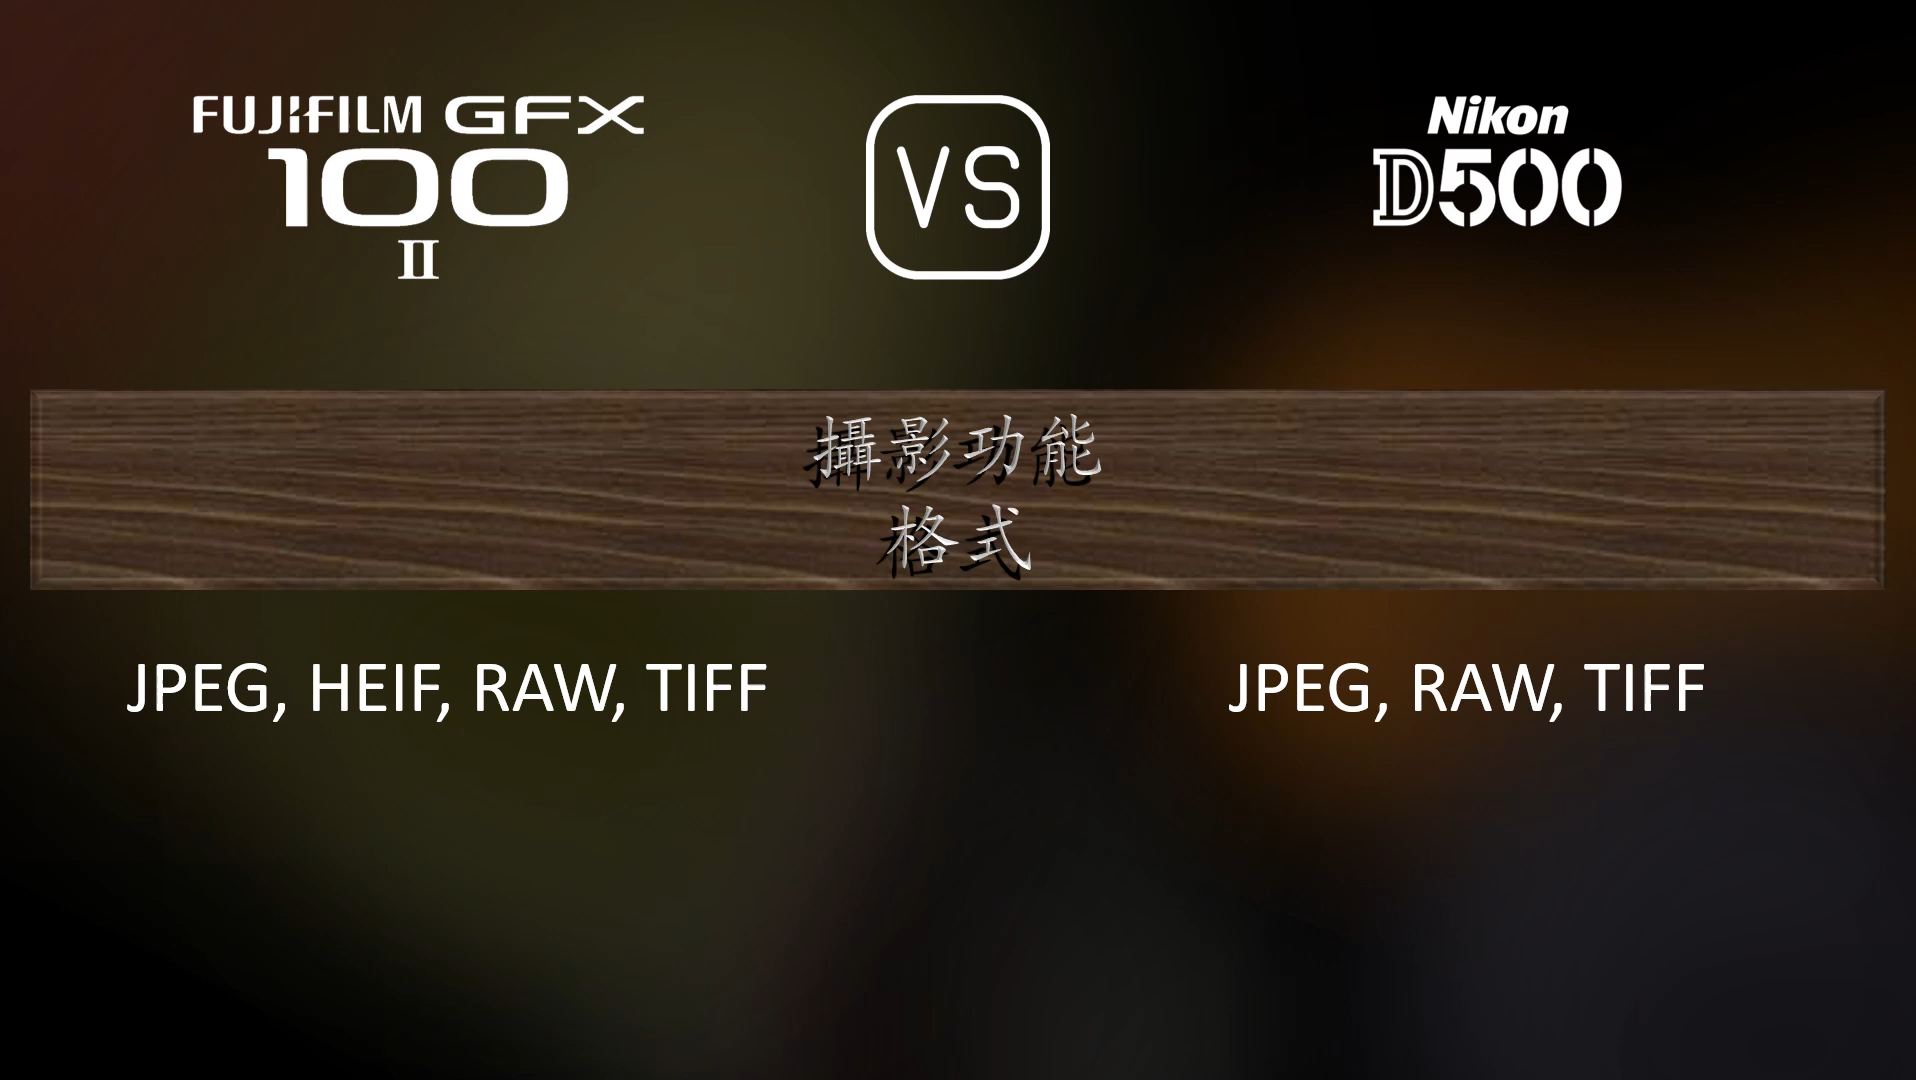 FUJIFILM GFX
100
II
VS
Nikon
D500
攝影功能
格式
JPEG, HEIF, RAW, TIFF
JPEG, RAW, TIFF